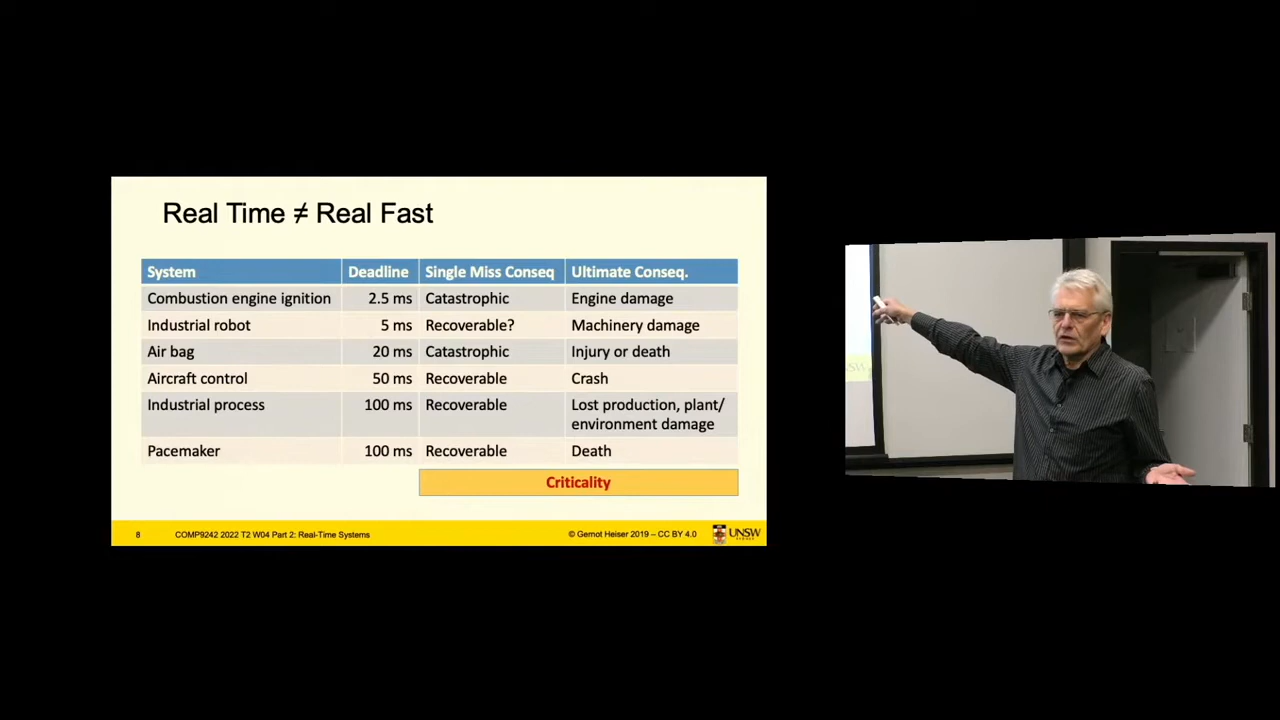 Real Time ≠ Real Fast
System Deadline Single Miss Conseq Ultimate Conseq.
Combustion engine ignition 2.5 ms Catastrophic Engine damage
Industrial robot 5 ms Recoverable? Machinery damage
Air bag 20 ms Catastrophic Injury or death
Aircraft control 50 ms Recoverable Crash
Industrial process 100 ms Recoverable Lost production, plant/
environment damage
Pacemaker 100 ms Recoverable Death
Criticality
8 COMP9242 2022 T2 W04 Part 2: Real-Time Systems © Gernot Heiser 2019 – CC BY 4.0 UNSW